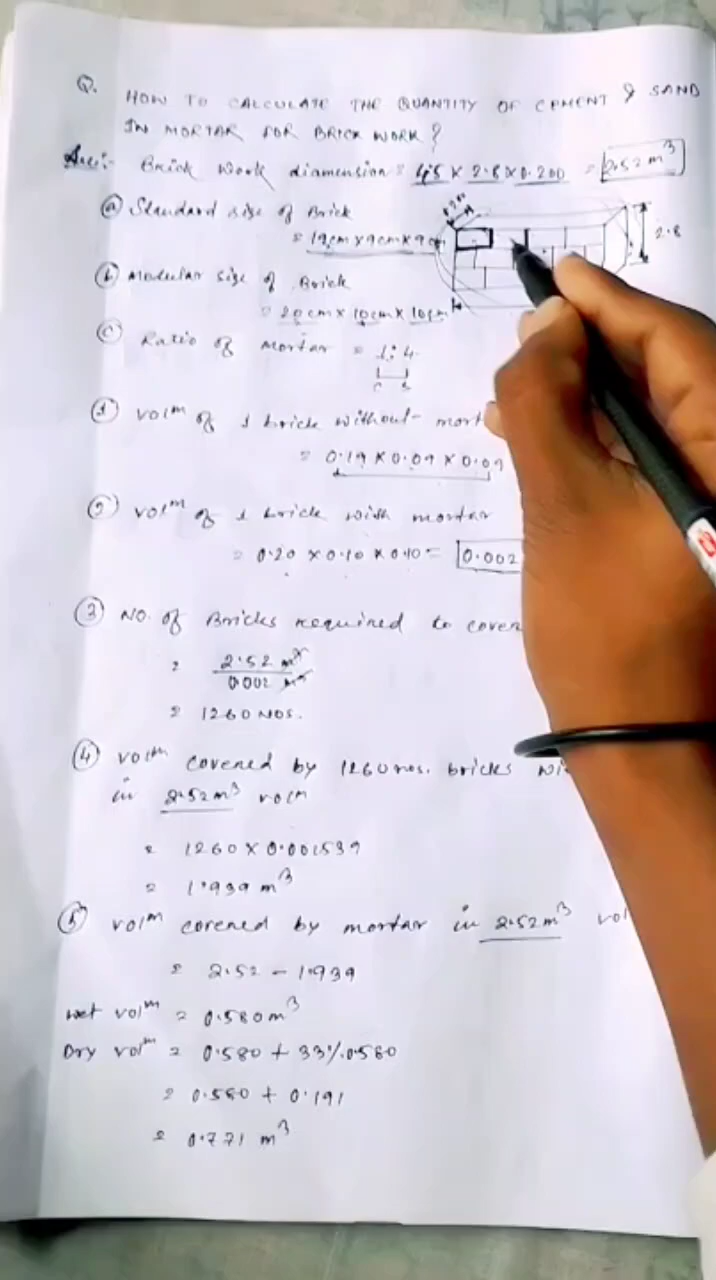 Q. HOW TO CALCULATE THE QUANTITY OF CEMENT & SAND
IN MORTAR FOR BRICK WORK?
Ans:- Brick Work diamension = 4.5 × 2.8 × 0.200 = 2.52 m³
(a) Standard size of Brick
= 19cm × 9cm × 9cm
0.200
2.8
(b) Modular size of Brick
= 20cm × 10cm × 10cm
(c) Ratio of mortar = 1:4
C S
(1) Volm of 1 brick without mort
= 0.19 × 0.09 × 0.09
(2) Volm of 1 brick with mortar
= 0.20 × 0.10 × 0.10 = 0.002
(3) NO. of Bricks required to cover
= 2.52 m³
0.002 m³
= 1260 NOS.
(4) Volm covered by 1260 nos. bricks wi
in 2.52m³ volm
= 1260 × 0.001539
= 1.939 m³
(5) Volm covered by mortar in 2.52m³ vol
= 2.52 - 1.939
Wet volm = 0.580 m³
Dry volm = 0.580 + 33% 0.580
= 0.580 + 0.191
= 0.771 m³